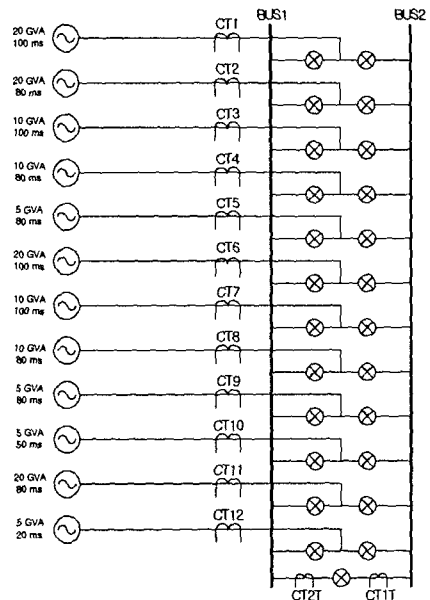 BUS1 BUS2
20 GVA
100 ms
CT1
20 GVA
80 ms
CT2
10 GVA
100 ms
CT3
10 GVA
80 ms
CT4
5 GVA
80 ms
CT5
20 GVA
100 ms
CT6
10 GVA
100 ms
CT7
10 GVA
80 ms
CT8
5 GVA
80 ms
CT9
5 GVA
50 ms
CT10
20 GVA
80 ms
CT11
5 GVA
20 ms
CT12
CT2T CT1T